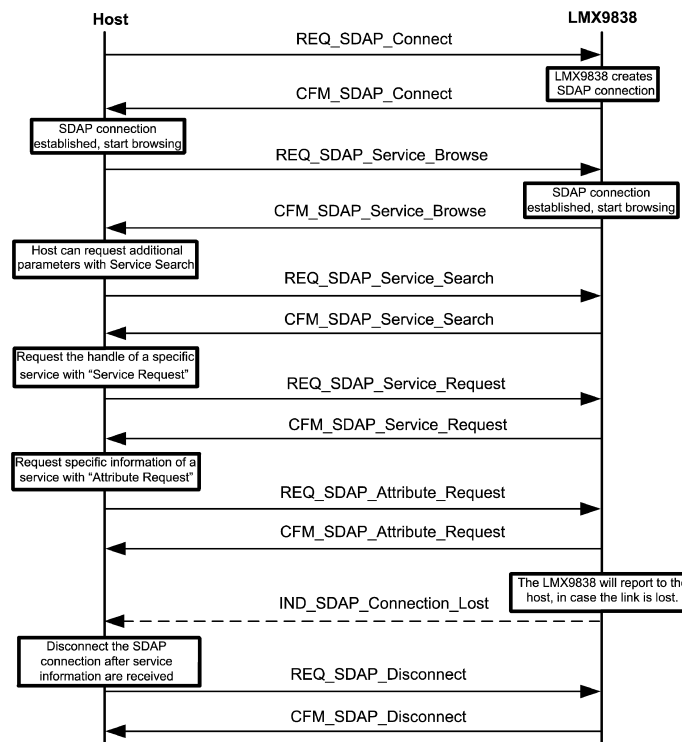 Host
LMX9838
REQ_SDAP_Connect
LMX9838 creates
SDAP connection
CFM_SDAP_Connect
SDAP connection
established, start browsing
REQ_SDAP_Service_Browse
SDAP connection
established, start browsing
CFM_SDAP_Service_Browse
Host can request additional
parameters with Service Search
REQ_SDAP_Service_Search
CFM_SDAP_Service_Search
Request the handle of a specific
service with “Service Request”
REQ_SDAP_Service_Request
CFM_SDAP_Service_Request
Request specific information of a
service with “Attribute Request”
REQ_SDAP_Attribute_Request
CFM_SDAP_Attribute_Request
The LMX9838 will report to the
host, in case the link is lost.
IND_SDAP_Connection_Lost
Disconnect the SDAP
connection after service
information are received
REQ_SDAP_Disconnect
CFM_SDAP_Disconnect